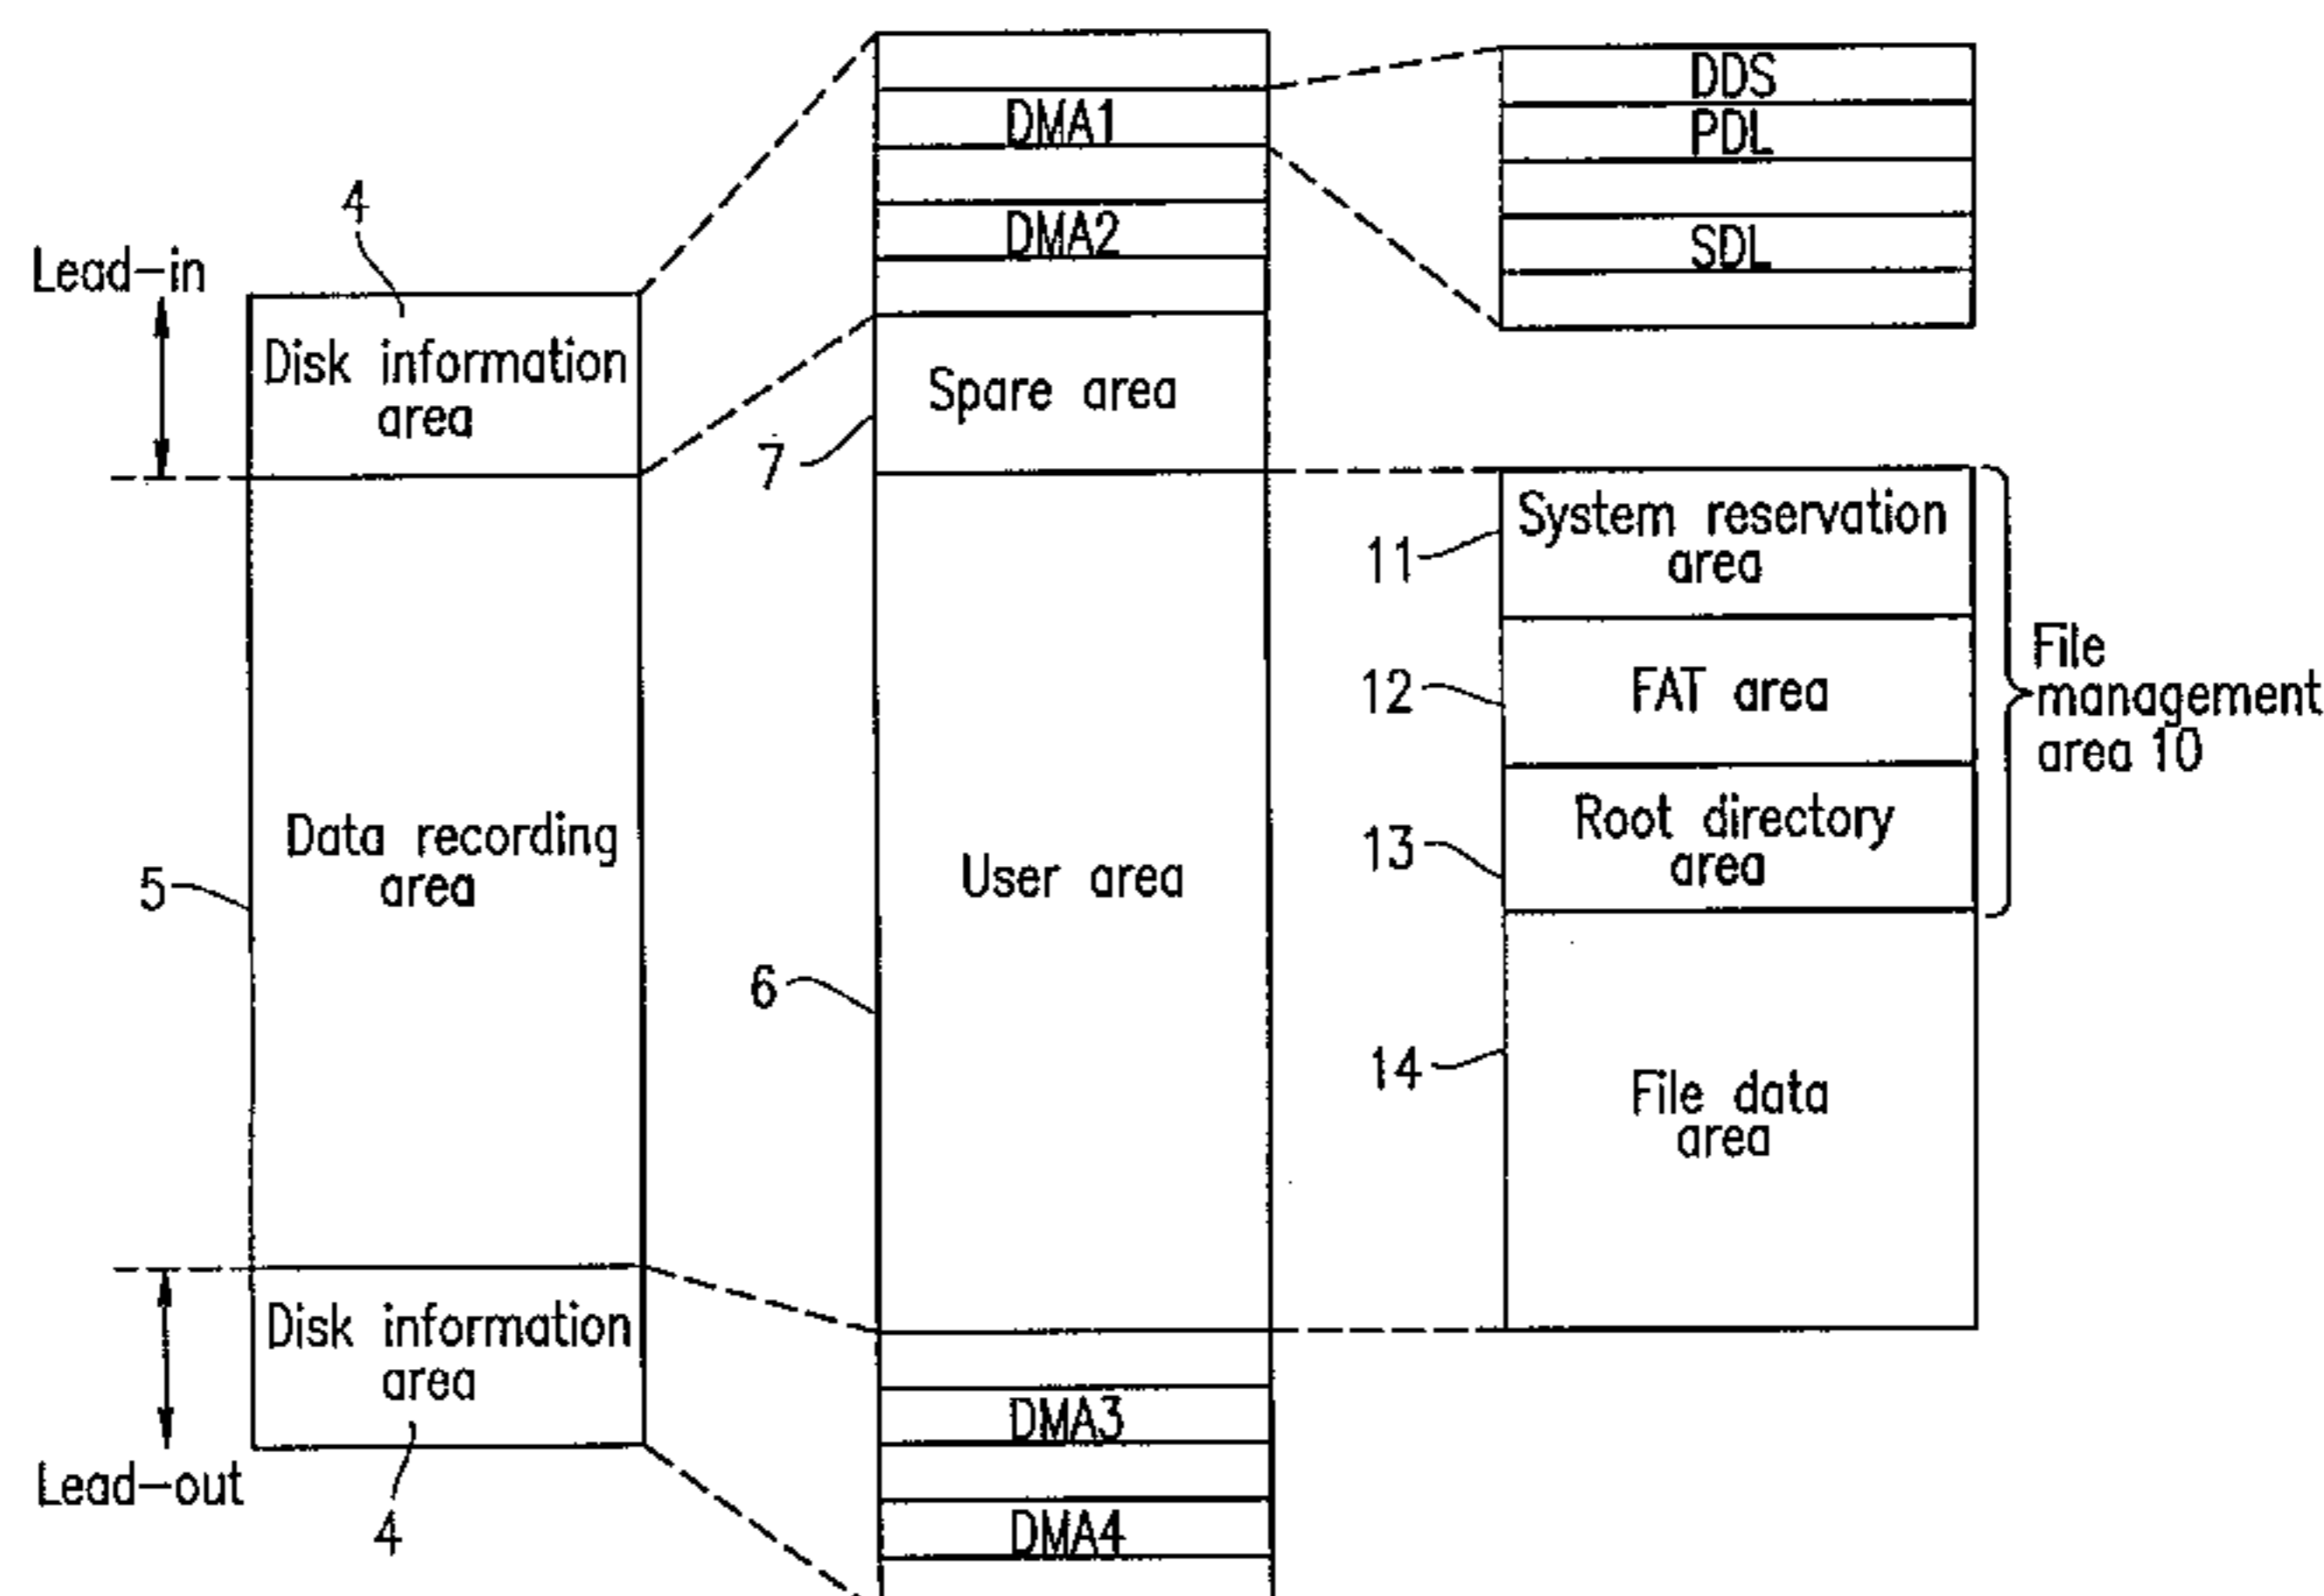 Lead-in
4
Disk information
area
5
Data recording
area
Disk information
area
Lead-out
4
DMA1
DMA2
7
Spare area
6
User area
DMA3
DMA4
DDS
PDL
SDL
11
System reservation
area
12
FAT area
13
Root directory
area
File
management
area 10
14
File data
area